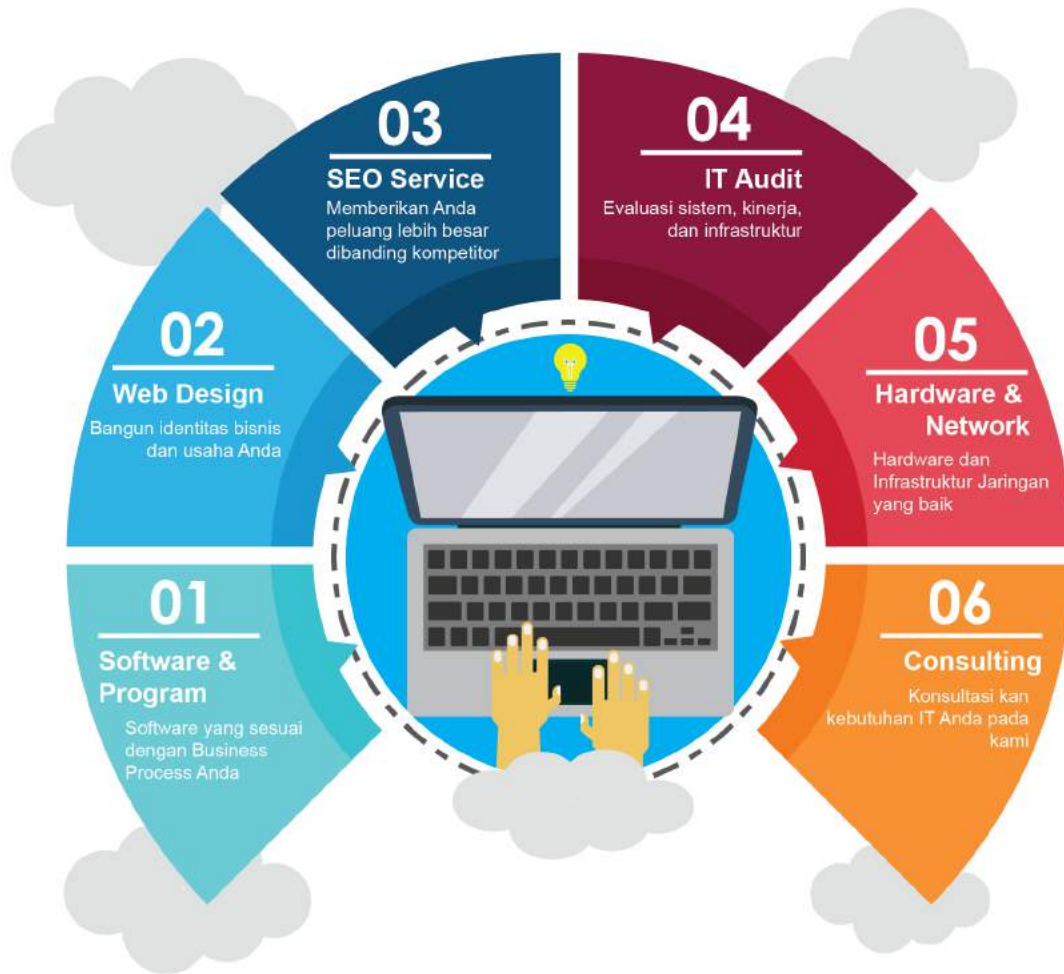 01
Software &
Program
Software yang sesuai
dengan Business
Process Anda
02
Web Design
Bangun identitas bisnis
dan usaha Anda
03
SEO Service
Memberikan Anda
peluang lebih besar
dibanding kompetitor
04
IT Audit
Evaluasi sistem, kinerja,
dan infrastruktur
05
Hardware &
Network
Hardware dan
Infrastruktur Jaringan
yang baik
06
Consulting
Konsultasi kan
kebutuhan IT Anda pada
kami